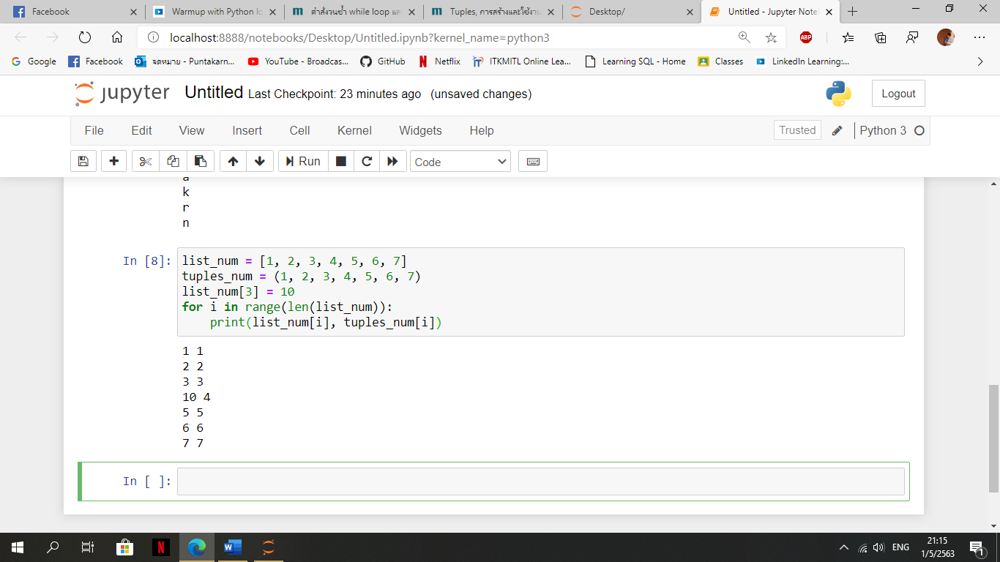 Facebook
Warmup with Python lo
คำสั่งวนซ้ำ while loop และ
Tuples, การสร้างและใช้งาน
Desktop/
Untitled - Jupyter Note
localhost:8888/notebooks/Desktop/Untitled.ipynb?kernel_name=python3
ABP
Google
Facebook
จดหมาย - Puntakarn...
YouTube - Broadcas...
GitHub
Netflix
ITKMITL Online Lea...
Learning SQL - Home
Classes
LinkedIn Learning:...
jupyter Untitled Last Checkpoint: 23 minutes ago (unsaved changes)
Logout
File Edit View Insert Cell Kernel Widgets Help
Trusted
Python 3
Run
Code
a
k
r
n
In [8]:
list_num = [1, 2, 3, 4, 5, 6, 7]
tuples_num = (1, 2, 3, 4, 5, 6, 7)
list_num[3] = 10
for i in range(len(list_num)):
    print(list_num[i], tuples_num[i])
1 1
2 2
3 3
10 4
5 5
6 6
7 7
In [ ]:
ENG
21:15
1/5/2563
1